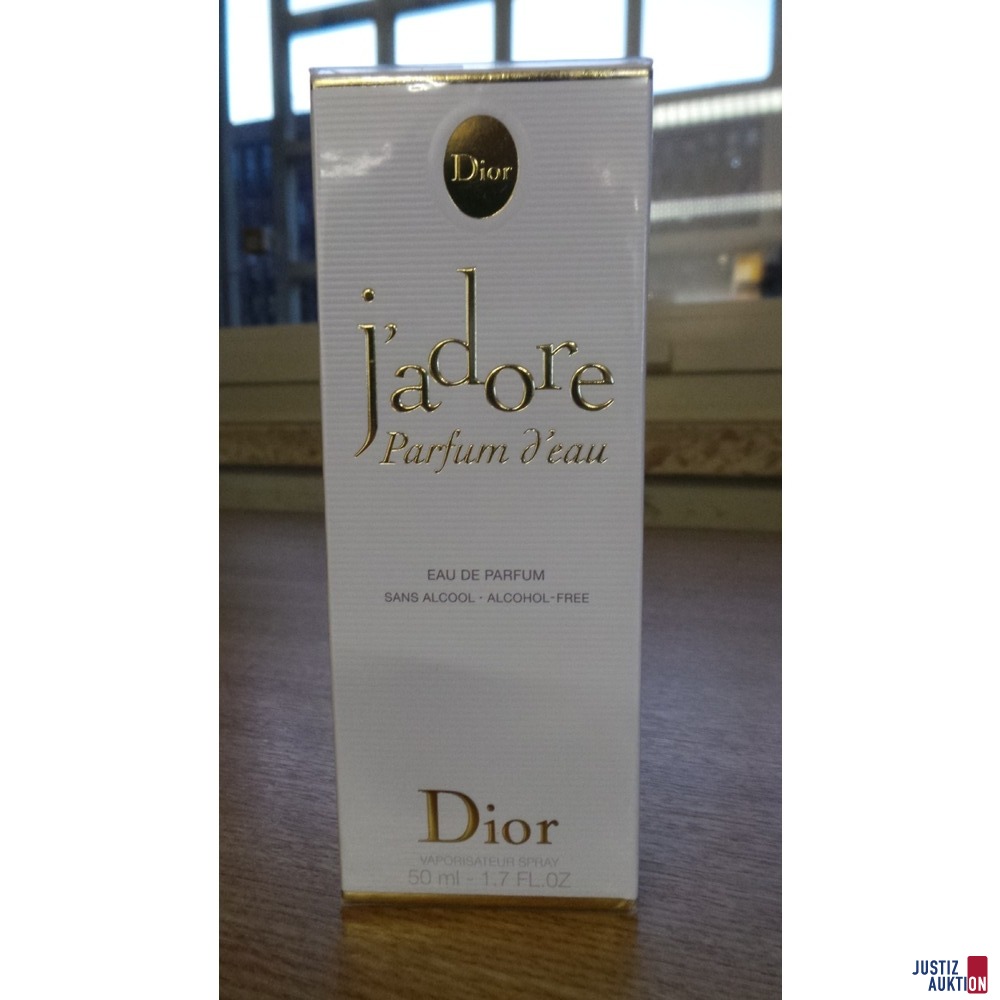 Dior
j'adore
Parfum d'eau
EAU DE PARFUM
SANS ALCOOL - ALCOHOL-FREE
Dior
VAPORISATEUR SPRAY
50 ml - 1.7 FL.OZ
JUSTIZ
AUKTION